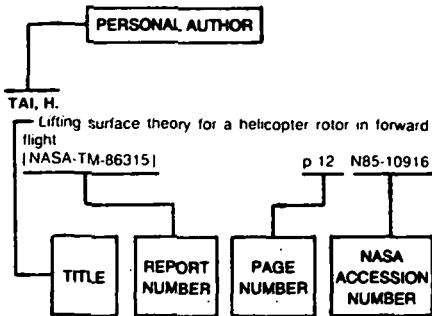 PERSONAL AUTHOR
TAI, H.
Lifting surface theory for a helicopter rotor in forward
flight
[NASA-TM-86315] p 12 N85-10916
TITLE
REPORT
NUMBER
PAGE
NUMBER
NASA
ACCESSION
NUMBER